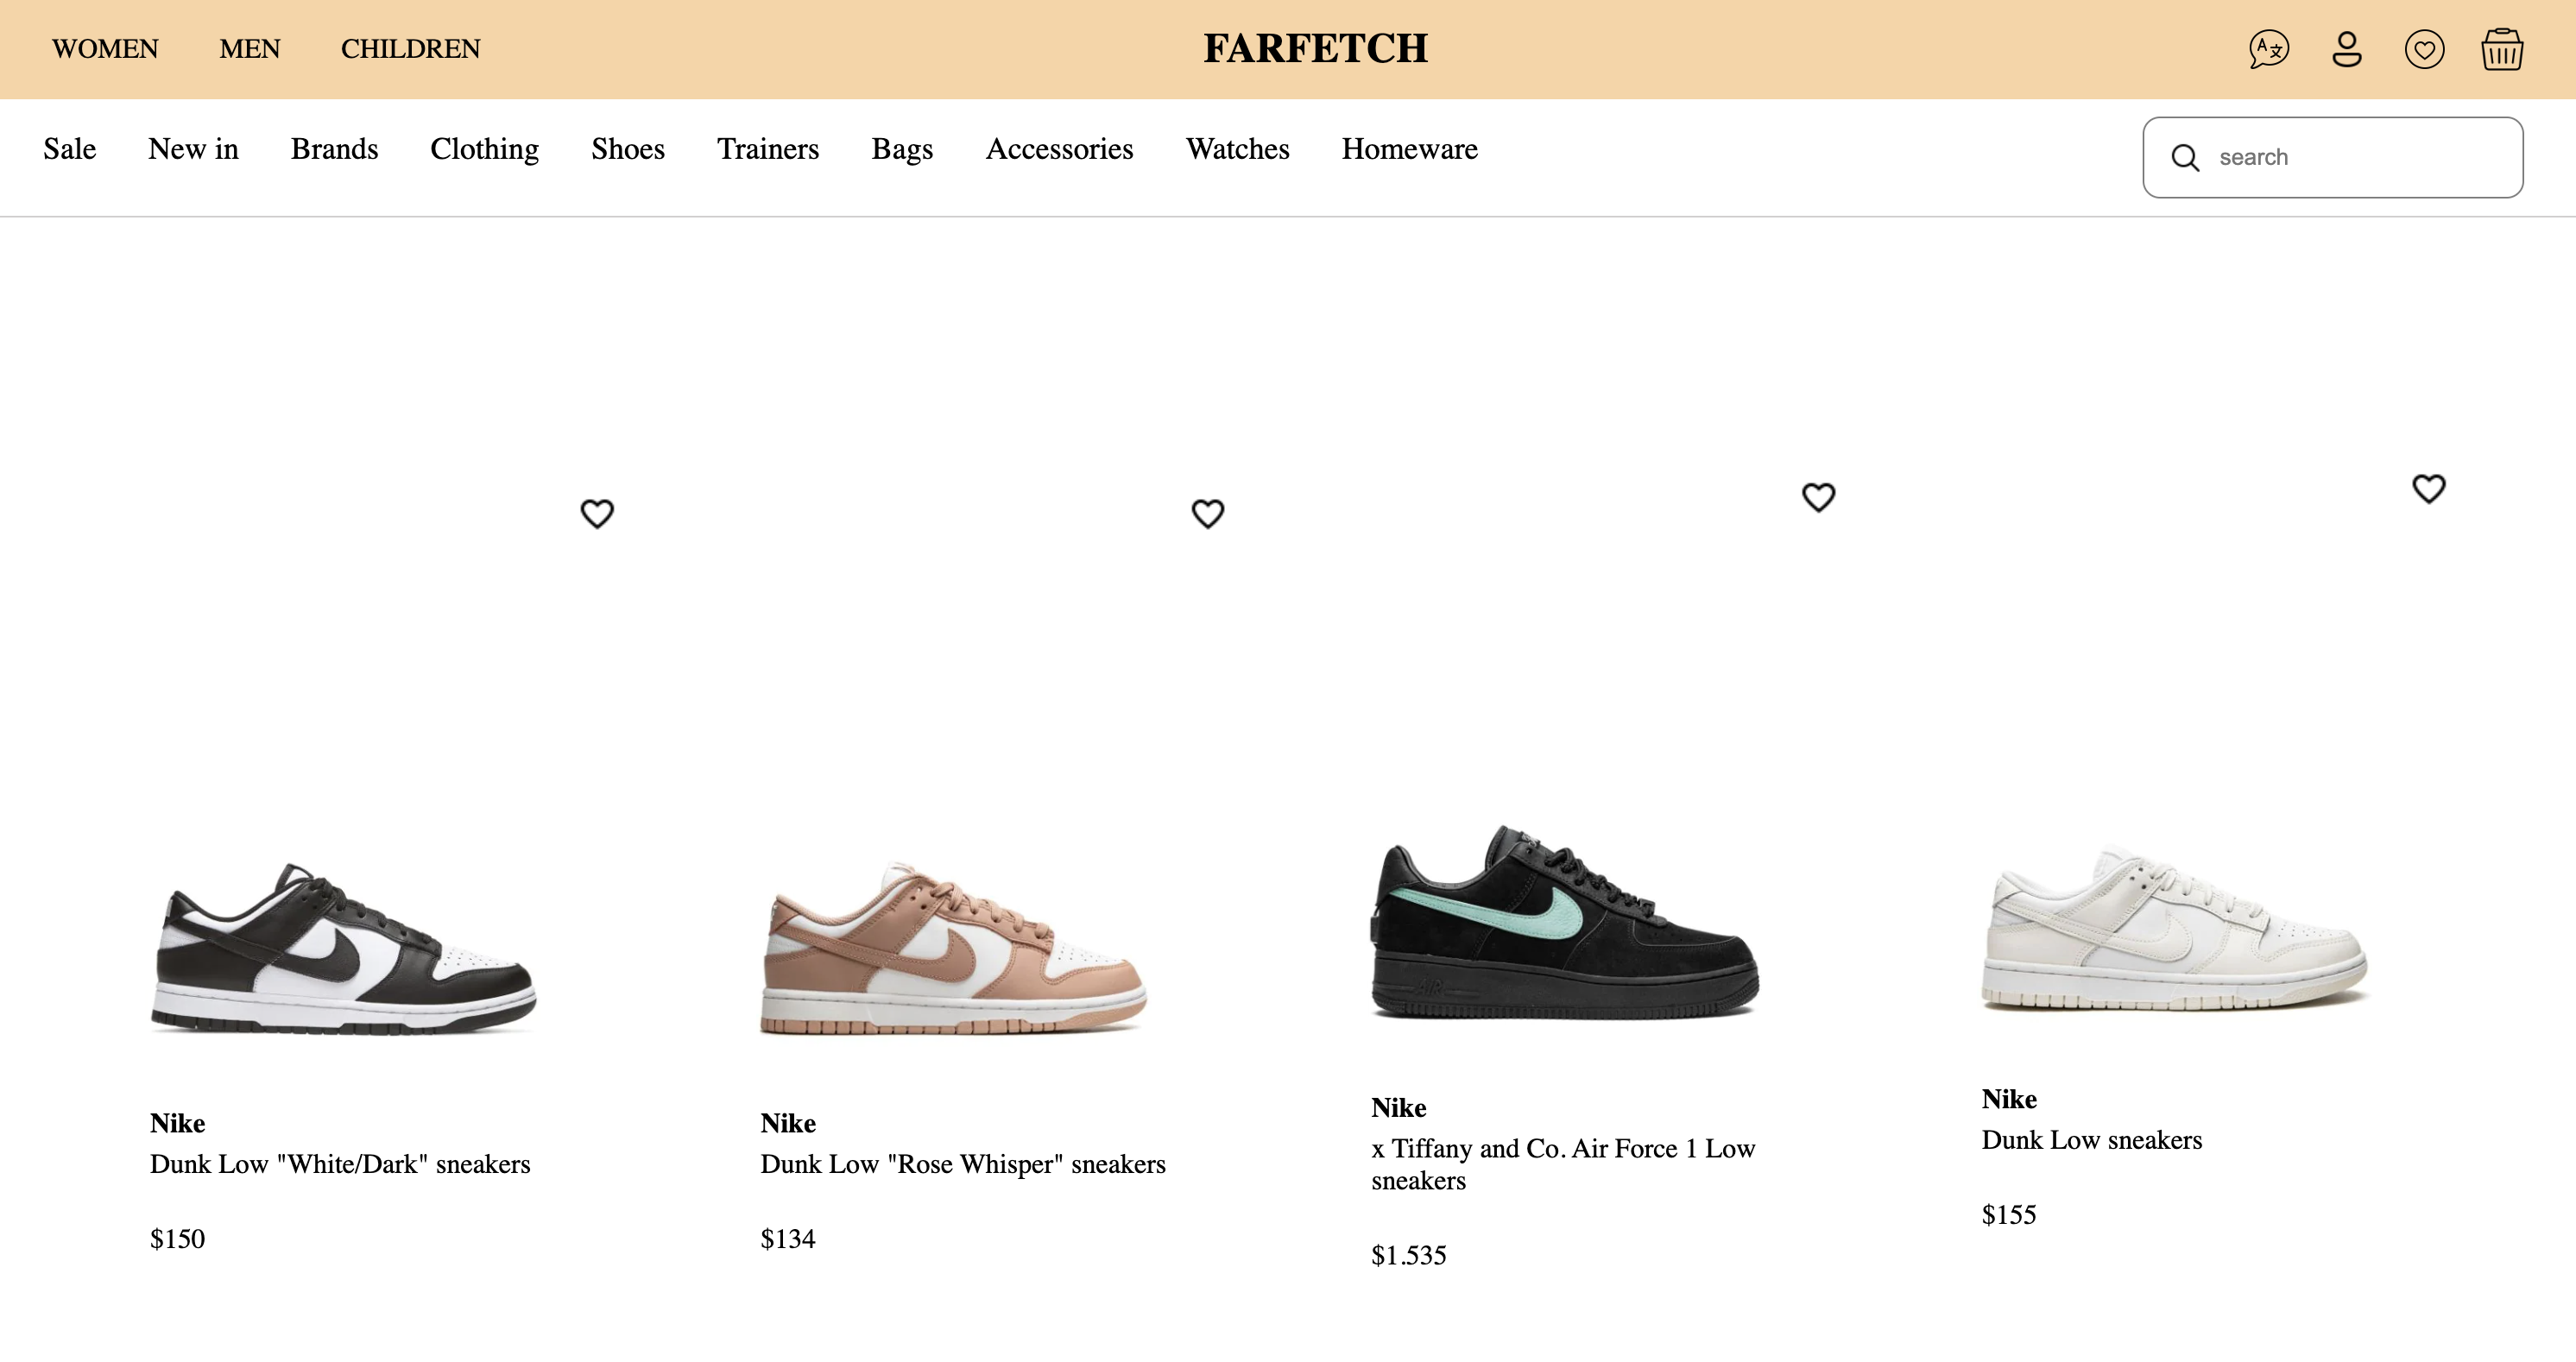 WOMEN MEN CHILDREN FARFETCH
Sale New in Brands Clothing Shoes Trainers Bags Accessories Watches Homeware search
Nike
Dunk Low "White/Dark" sneakers
$150
Nike
Dunk Low "Rose Whisper" sneakers
$134
Nike
x Tiffany and Co. Air Force 1 Low
sneakers
$1.535
Nike
Dunk Low sneakers
$155